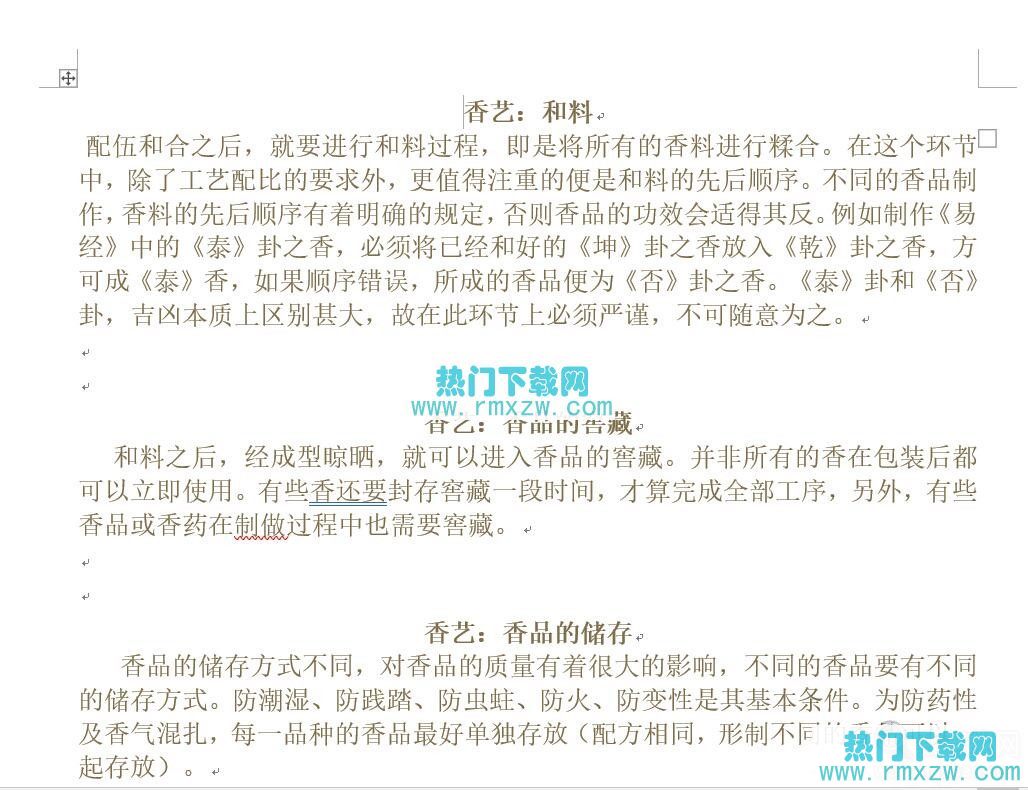 香艺：和料
配伍和合之后，就要进行和料过程，即是将所有的香料进行糅合。在这个环节
中，除了工艺配比的要求外，更值得注重的便是和料的先后顺序。不同的香品制
作，香料的先后顺序有着明确的规定，否则香品的功效会适得其反。例如制作《易
经》中的《泰》卦之香，必须将已经和好的《坤》卦之香放入《乾》卦之香，方
可成《泰》香，如果顺序错误，所成的香品便为《否》卦之香。《泰》卦和《否》
卦，吉凶本质上区别甚大，故在此环节上必须严谨，不可随意为之。
热门下载网
www.rmxzw.com
香艺：香品的窖藏
和料之后，经成型晾晒，就可以进入香品的窖藏。并非所有的香在包装后都
可以立即使用。有些香还要封存窖藏一段时间，才算完成全部工序，另外，有些
香品或香药在制做过程中也需要窖藏。
香艺：香品的储存
香品的储存方式不同，对香品的质量有着很大的影响，不同的香品要有不同
的储存方式。防潮湿、防践踏、防虫蛀、防火、防变性是其基本条件。为防药性
及香气混扎，每一品种的香品最好单独存放（配方相同，形制不同的
起存放）。
热门下载网
www.rmxzw.com